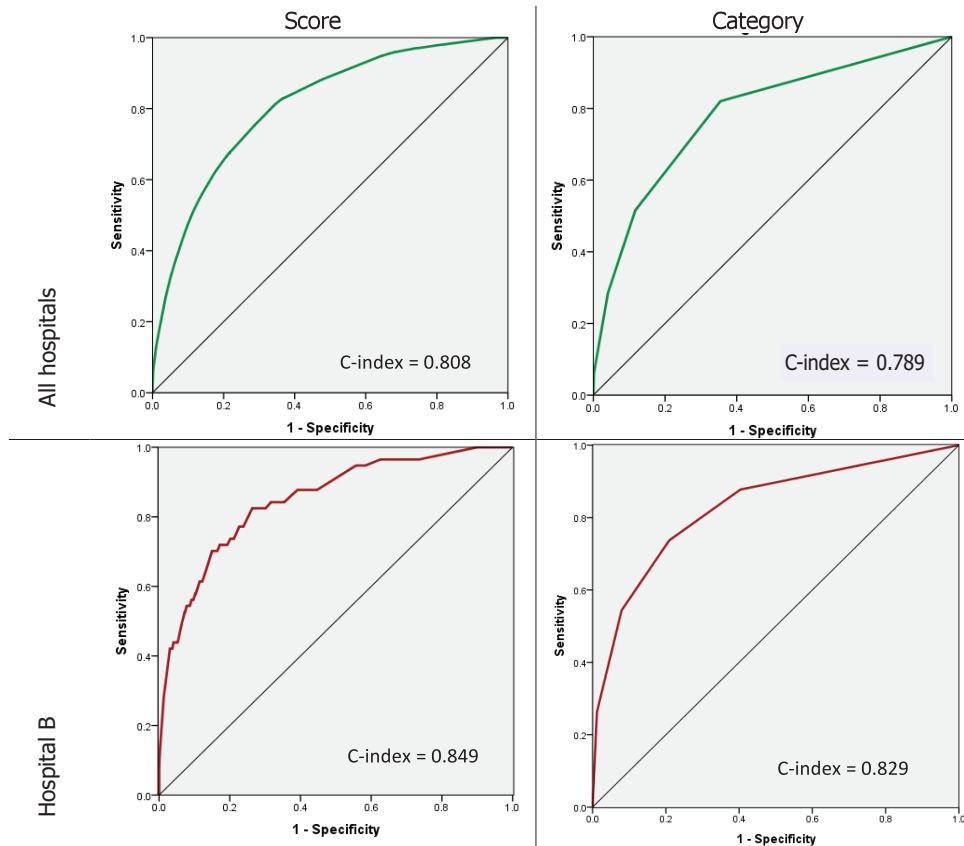 Score
Category
All hospitals
Sensitivity
1.0
0.8
0.6
0.4
0.2
0.0
C-index = 0.808
0.0 0.2 0.4 0.6 0.8 1.0
1 - Specificity
Sensitivity
1.0
0.8
0.6
0.4
0.2
0.0
C-index = 0.789
0.0 0.2 0.4 0.6 0.8 1.0
1 - Specificity
Hospital B
Sensitivity
1.0
0.8
0.6
0.4
0.2
0.0
C-index = 0.849
0.0 0.2 0.4 0.6 0.8 1.0
1 - Specificity
Sensitivity
1.0
0.8
0.6
0.4
0.2
0.0
C-index = 0.829
0.0 0.2 0.4 0.6 0.8 1.0
1 - Specificity